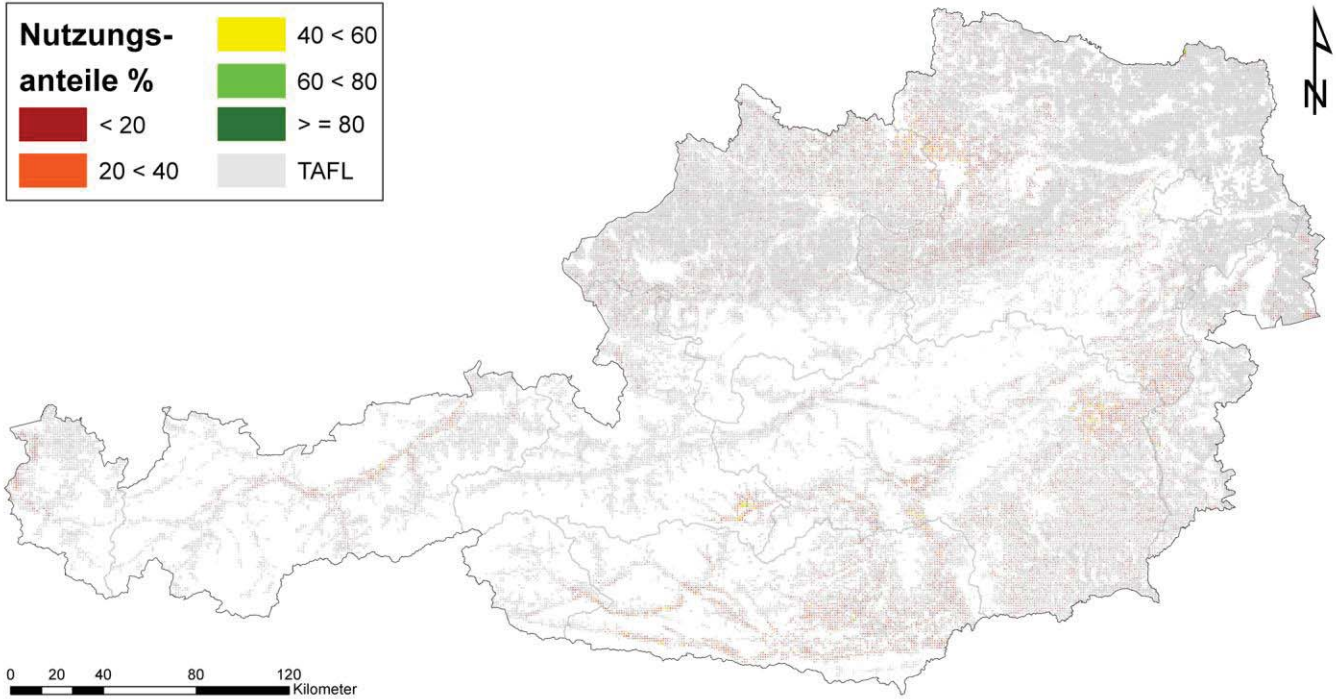 Nutzungs-
anteile %
< 20
20 < 40
40 < 60
60 < 80
> = 80
TAFL
N
0 20 40 80 120
Kilometer